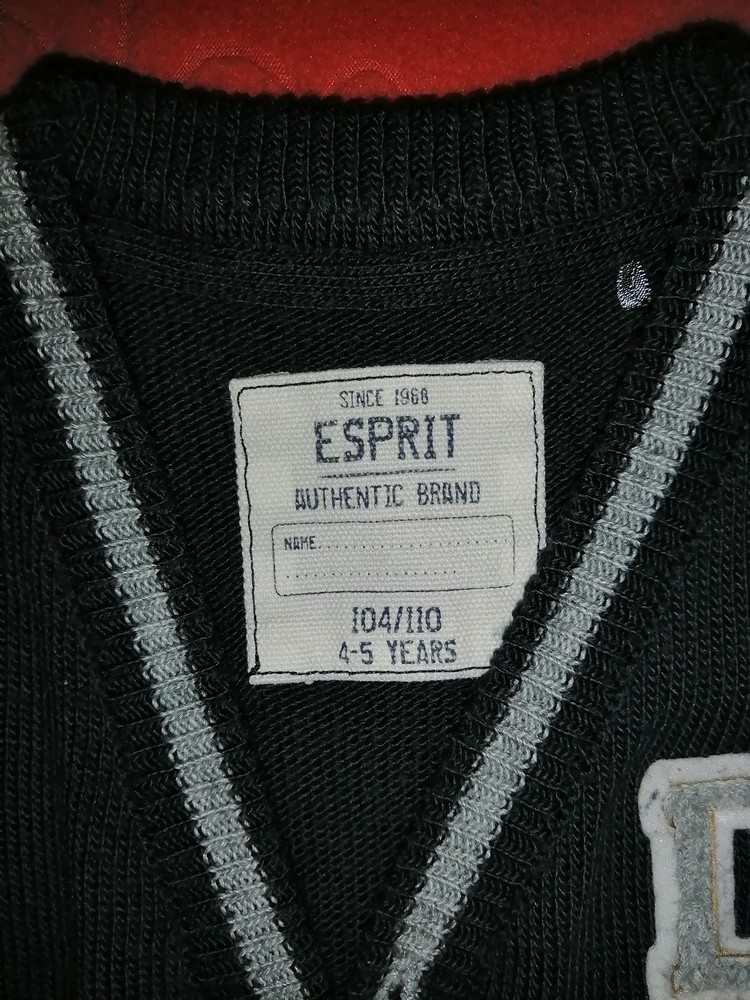 SINCE 1968
ESPRIT
AUTHENTIC BRAND
NAME......................
....................
104/110
4-5 YEARS